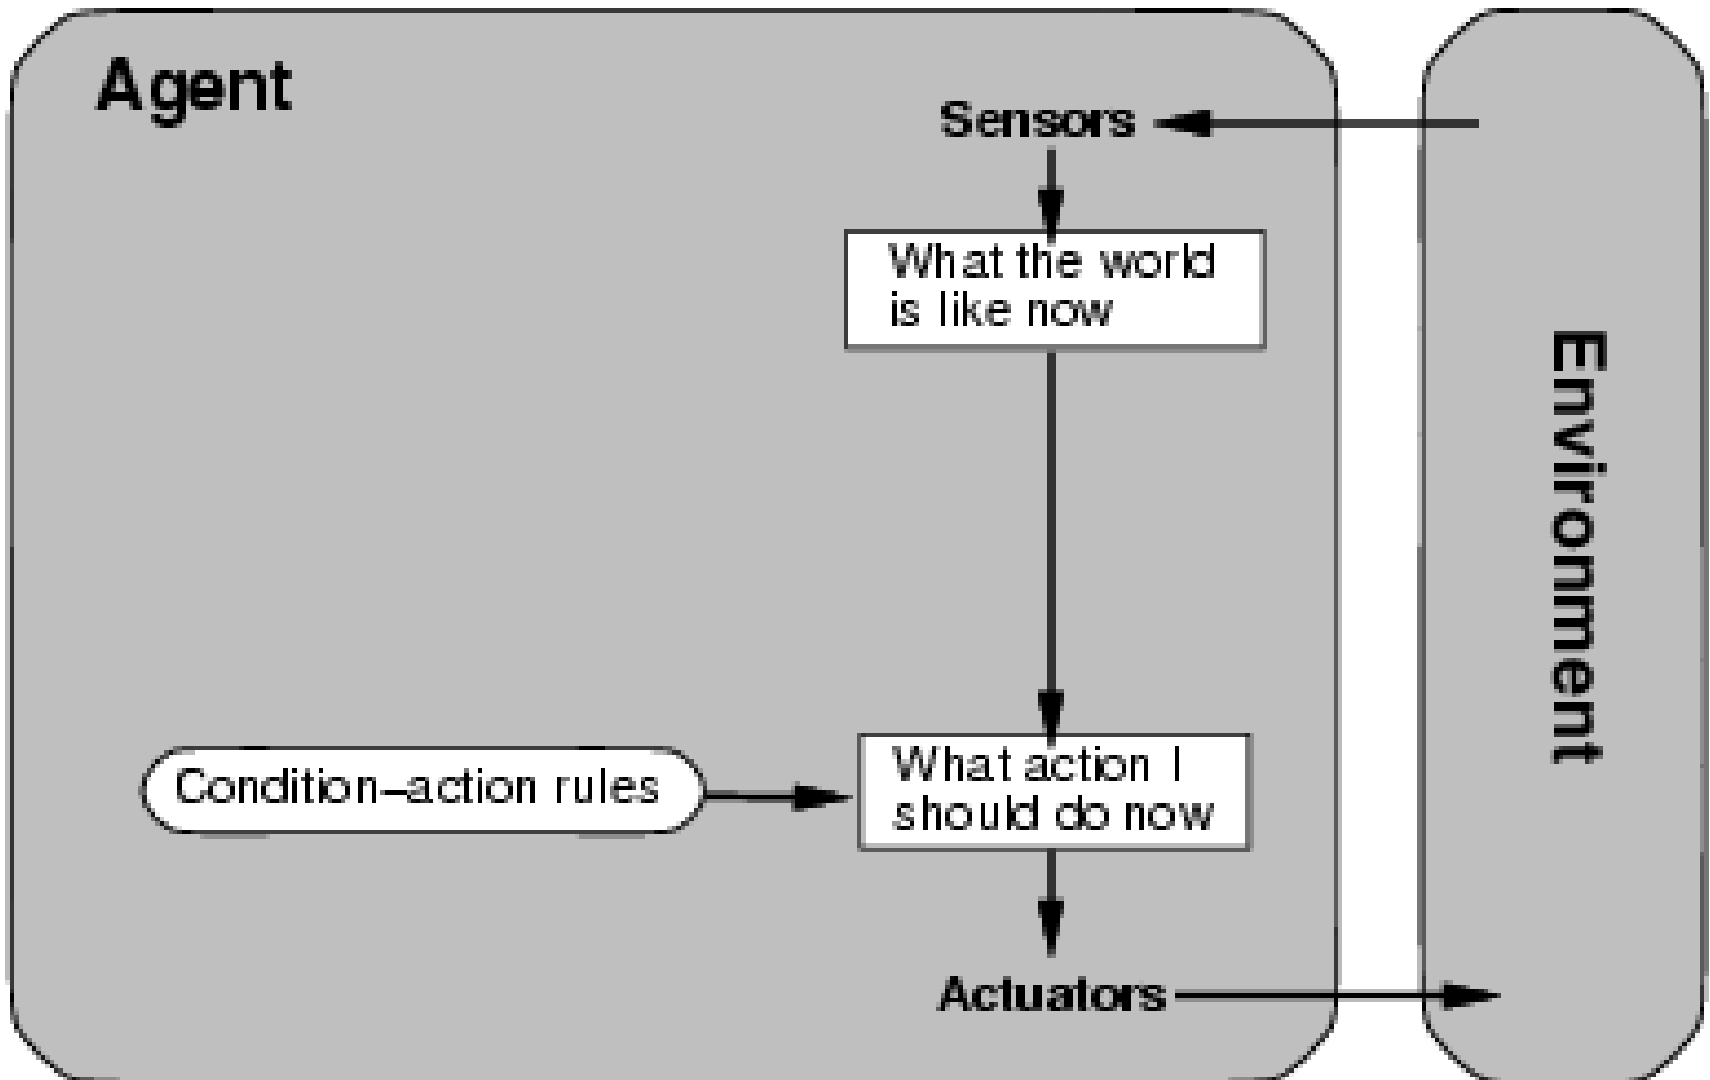 Agent
Sensors
What the world
is like now
Environment
Condition–action rules
What action I
should do now
Actuators